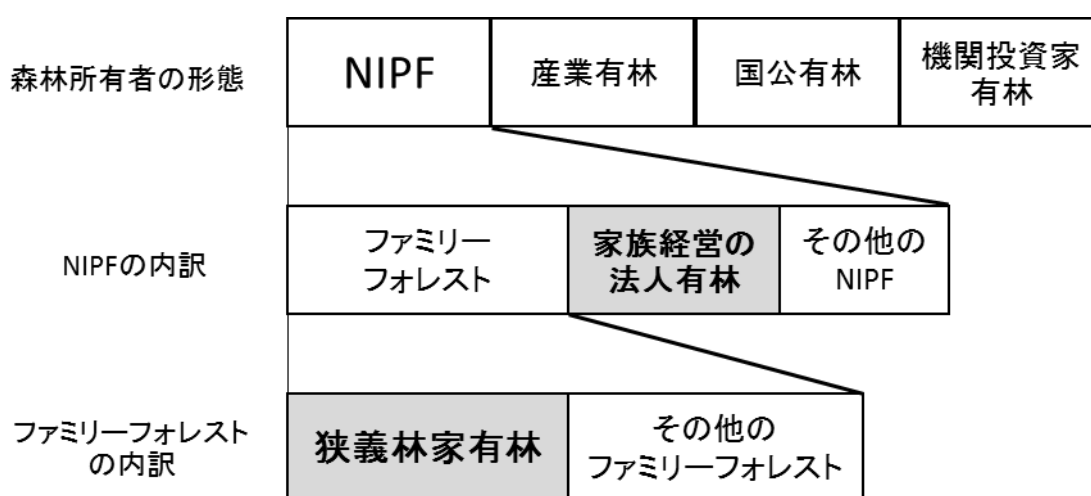 森林所有者の形態
NIPF
産業有林
国公有林
機関投資家
有林
NIPFの内訳
ファミリー
フォレスト
家族経営の
法人有林
その他の
NIPF
ファミリーフォレスト
の内訳
狭義林家有林
その他の
ファミリーフォレスト